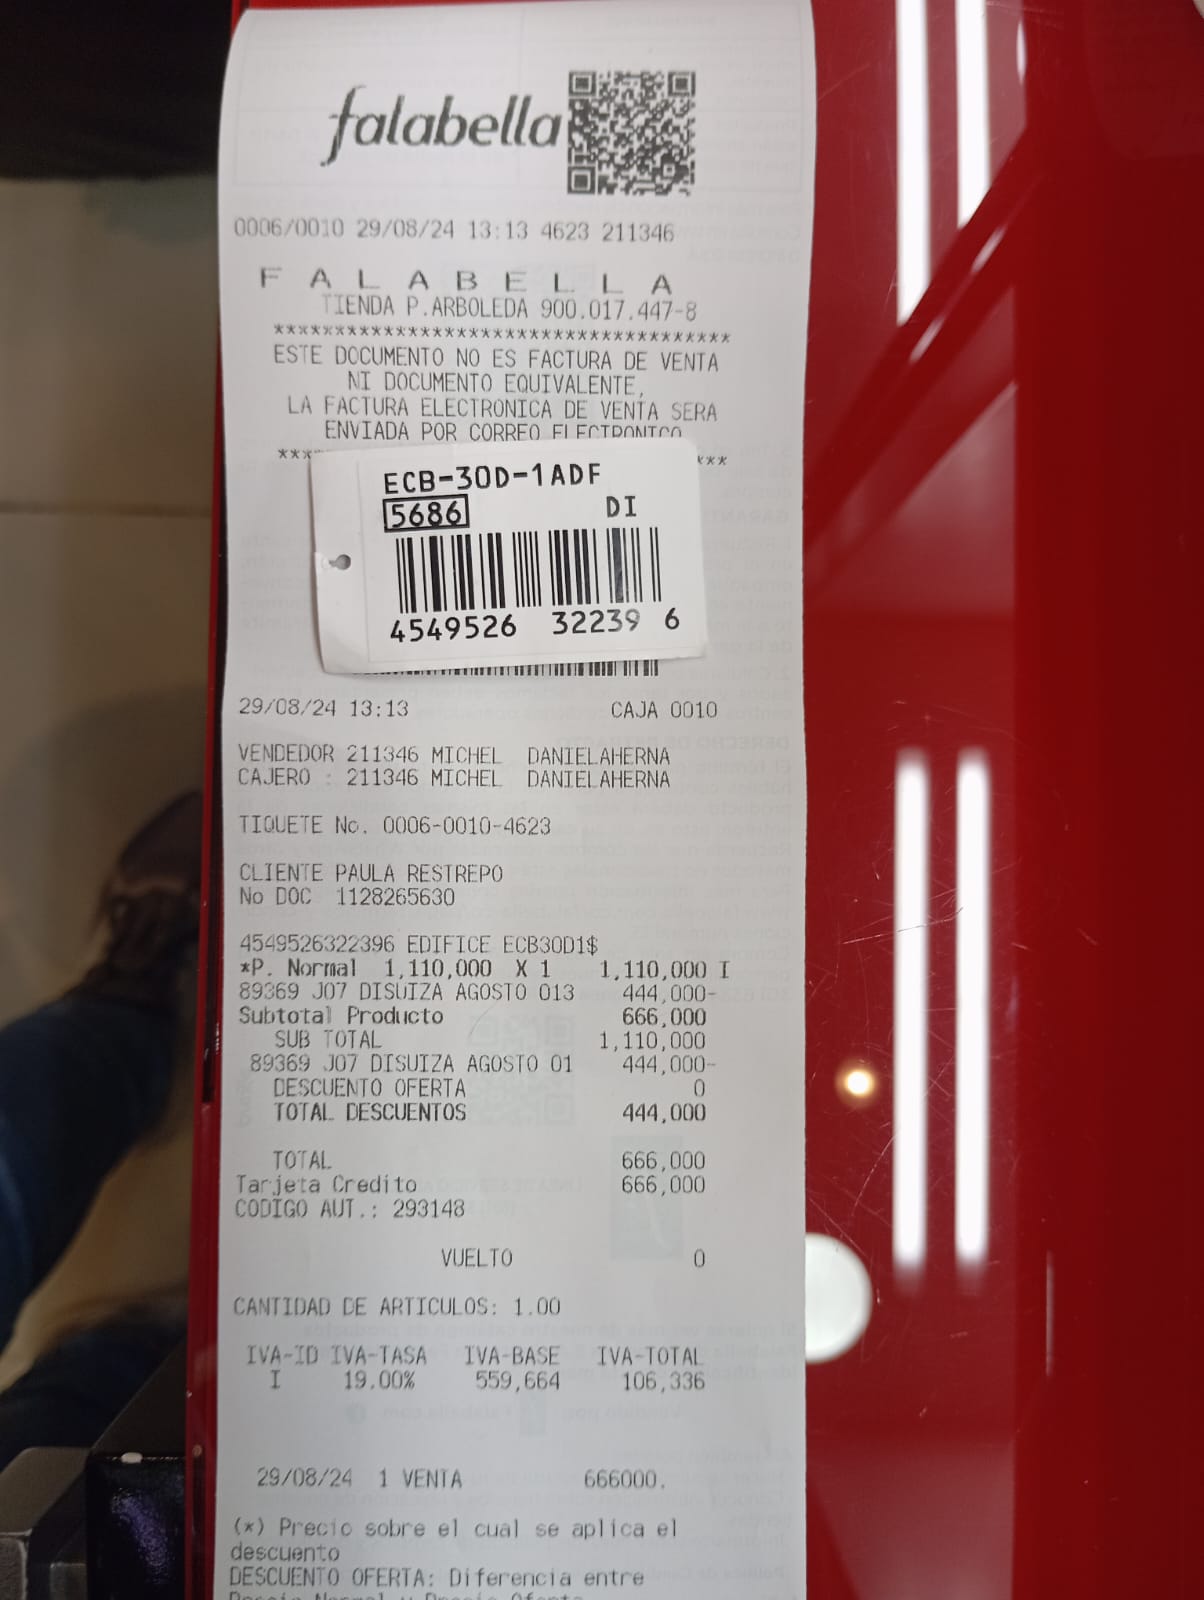 falabella
0006/0010 29/08/24 13:13 4623 211346
FALABELLA
TIENDA P.ARBOLEDA 900.017.447-8
**************************************
ESTE DOCUMENTO NO ES FACTURA DE VENTA
NI DOCUMENTO EQUIVALENTE,
LA FACTURA ELECTRONICA DE VENTA SERA
ENVIADA POR CORREO ELECTRONICO
ECB-30D-1ADF
5686 DI
4549526 32239 6
29/08/24 13:13 CAJA 0010
VENDEDOR 211346 MICHEL DANIELAHERNA
CAJERO : 211346 MICHEL DANIELAHERNA
TIQUETE No. 0006-0010-4623
CLIENTE PAULA RESTREPO
No DOC 1128265630
4549526322396 EDIFICE ECB30D1$
*P. Normal 1,110,000 X 1 1,110,000 I
89369 J07 DISUIZA AGOSTO 013 444,000-
Subtotal Producto 666,000
SUB TOTAL 1,110,000
89369 J07 DISUIZA AGOSTO 01 444,000-
DESCUENTO OFERTA 0
TOTAL DESCUENTOS 444,000
TOTAL 666,000
Tarjeta Credito 666,000
CODIGO AUT.: 293148
VUELTO 0
CANTIDAD DE ARTICULOS: 1.00
IVA-ID IVA-TASA IVA-BASE IVA-TOTAL
I 19.00% 559,664 106,336
29/08/24 1 VENTA 666000.
(*) Precio sobre el cual se aplica el
descuento
DESCUENTO OFERTA: Diferencia entre
Precio Normal y Precio Oferta